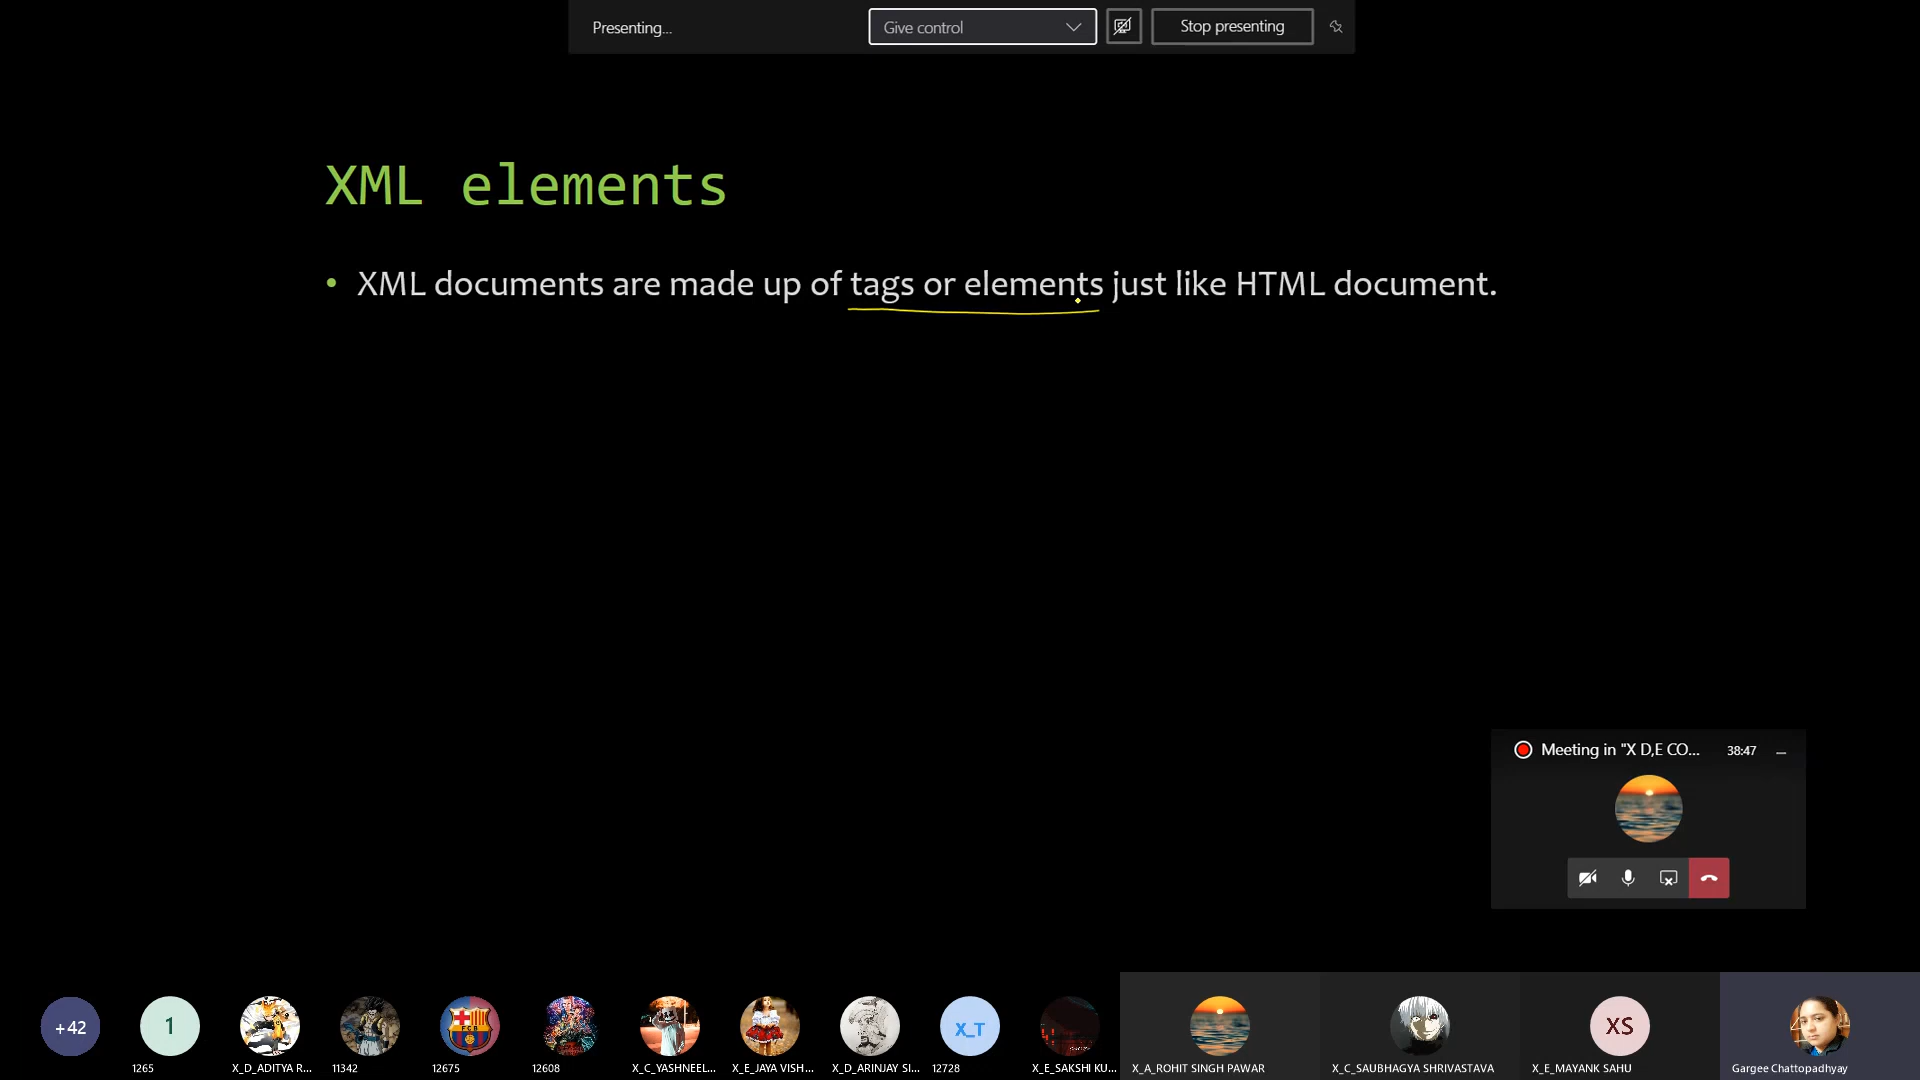 Presenting...
Give control
Stop presenting
XML elements
• XML documents are made up of tags or elements just like HTML document.
Meeting in "X D,E CO... 38:47
+42
1
FCB
X_T
XS
1265
X_D_ADITYA R...
11342
12675
12608
X_C_YASHNEEL...
X_E_JAYA VISH...
X_D_ARINJAY SI...
12728
X_E_SAKSHI KU...
X_A_ROHIT SINGH PAWAR
X_C_SAUBHAGYA SHRIVASTAVA
X_E_MAYANK SAHU
Gargee Chattopadhyay